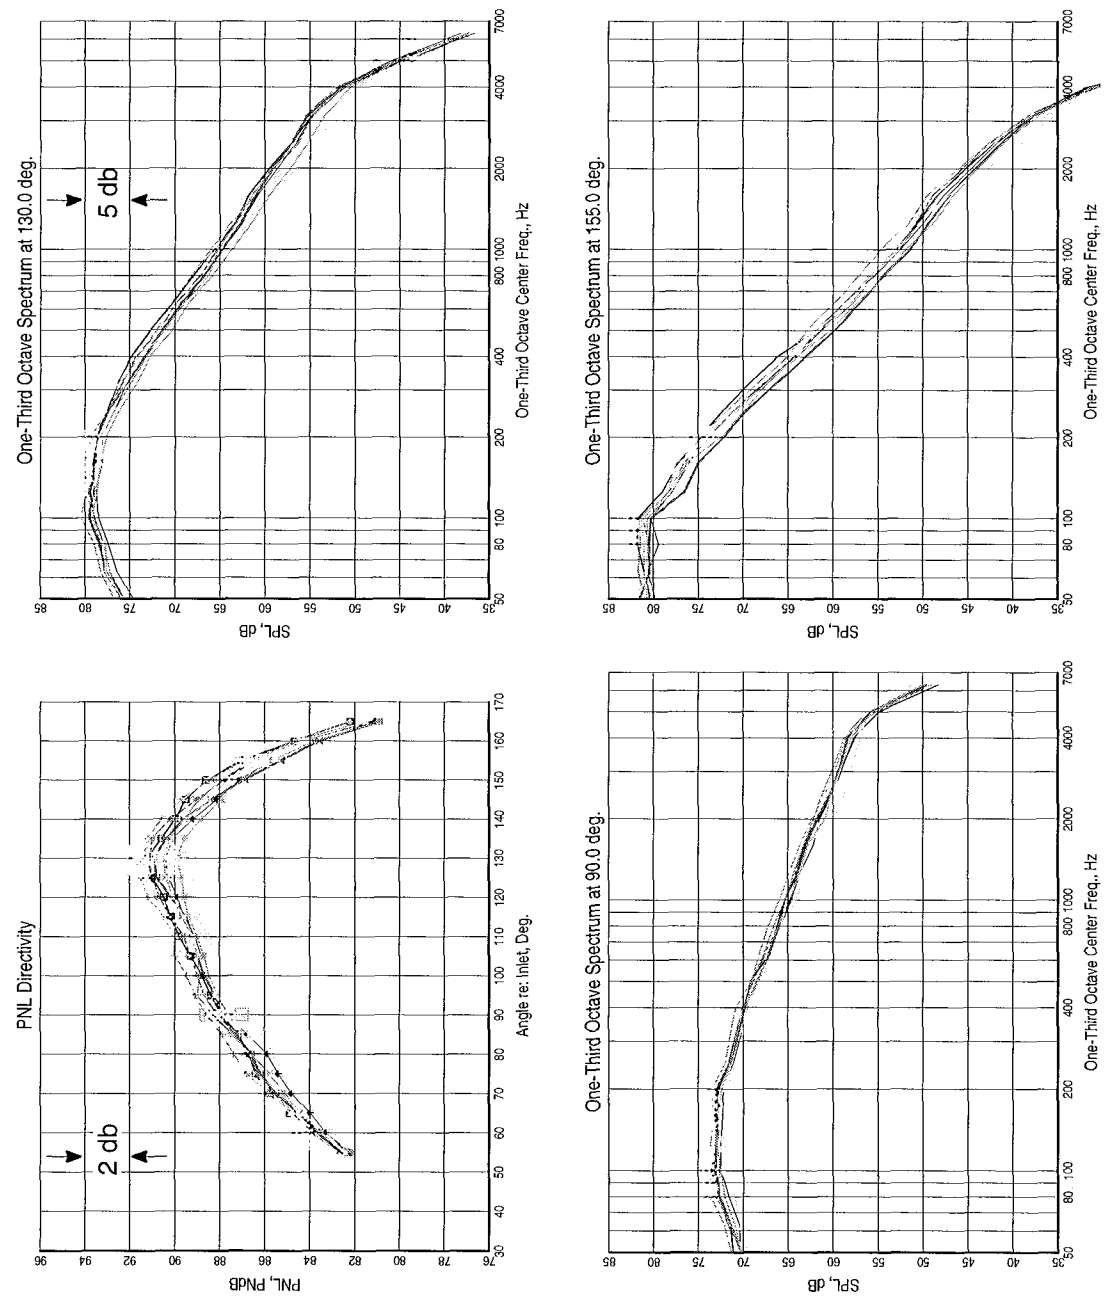 PNL Directivity
2 db
PNL, PNdB
96
94
92
90
88
86
84
82
80
78
76
30 40 50 60 70 80 90 100 110 120 130 140 150 160 170
Angle re: Inlet, Deg.
One-Third Octave Spectrum at 130.0 deg.
5 db
SPL, dB
85
80
75
70
65
60
55
50
45
40
35
50 80 100 200 400 800 1000 2000 4000 7000
One-Third Octave Center Freq., Hz
One-Third Octave Spectrum at 90.0 deg.
SPL, dB
85
80
75
70
65
60
55
50
45
40
35
50 80 100 200 400 800 1000 2000 4000 7000
One-Third Octave Center Freq., Hz
One-Third Octave Spectrum at 155.0 deg.
SPL, dB
85
80
75
70
65
60
55
50
45
40
35
50 80 100 200 400 800 1000 2000 4000 7000
One-Third Octave Center Freq., Hz